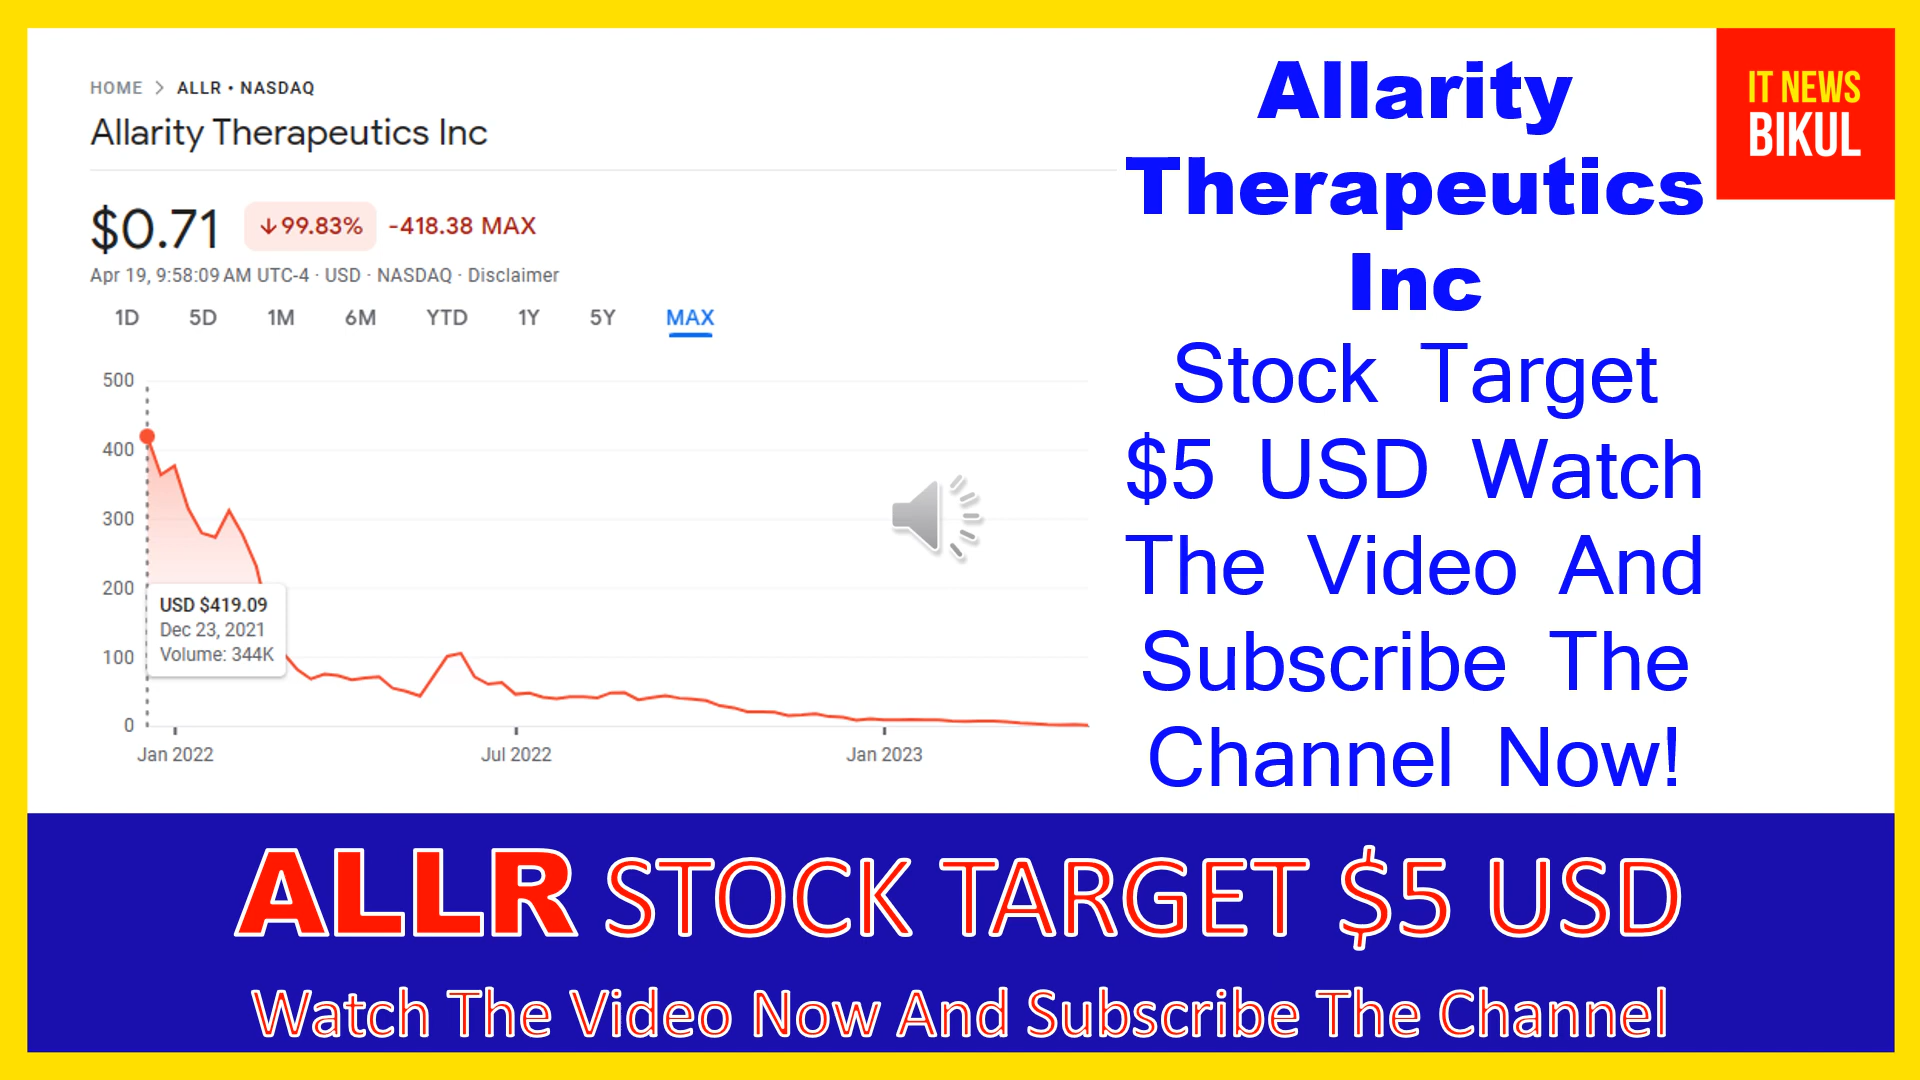 HOME > ALLR • NASDAQ
Allarity Therapeutics Inc
$0.71 ↓99.83% -418.38 MAX
Apr 19, 9:58:09 AM UTC-4 · USD · NASDAQ · Disclaimer
1D 5D 1M 6M YTD 1Y 5Y MAX
500
400
300
200
100
0
USD $419.09
Dec 23, 2021
Volume: 344K
Jan 2022 Jul 2022 Jan 2023
Allarity
Therapeutics
Inc
Stock Target
$5 USD Watch
The Video And
Subscribe The
Channel Now!
IT NEWS
BIKUL
ALLR STOCK TARGET $5 USD
Watch The Video Now And Subscribe The Channel